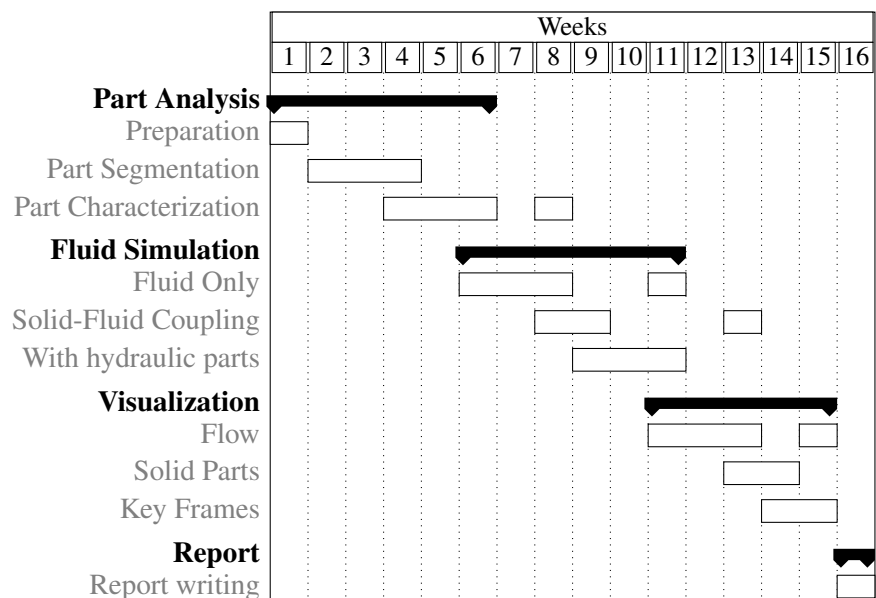 Weeks
1 2 3 4 5 6 7 8 9 10 11 12 13 14 15 16
Part Analysis
Preparation
Part Segmentation
Part Characterization
Fluid Simulation
Fluid Only
Solid-Fluid Coupling
With hydraulic parts
Visualization
Flow
Solid Parts
Key Frames
Report
Report writing